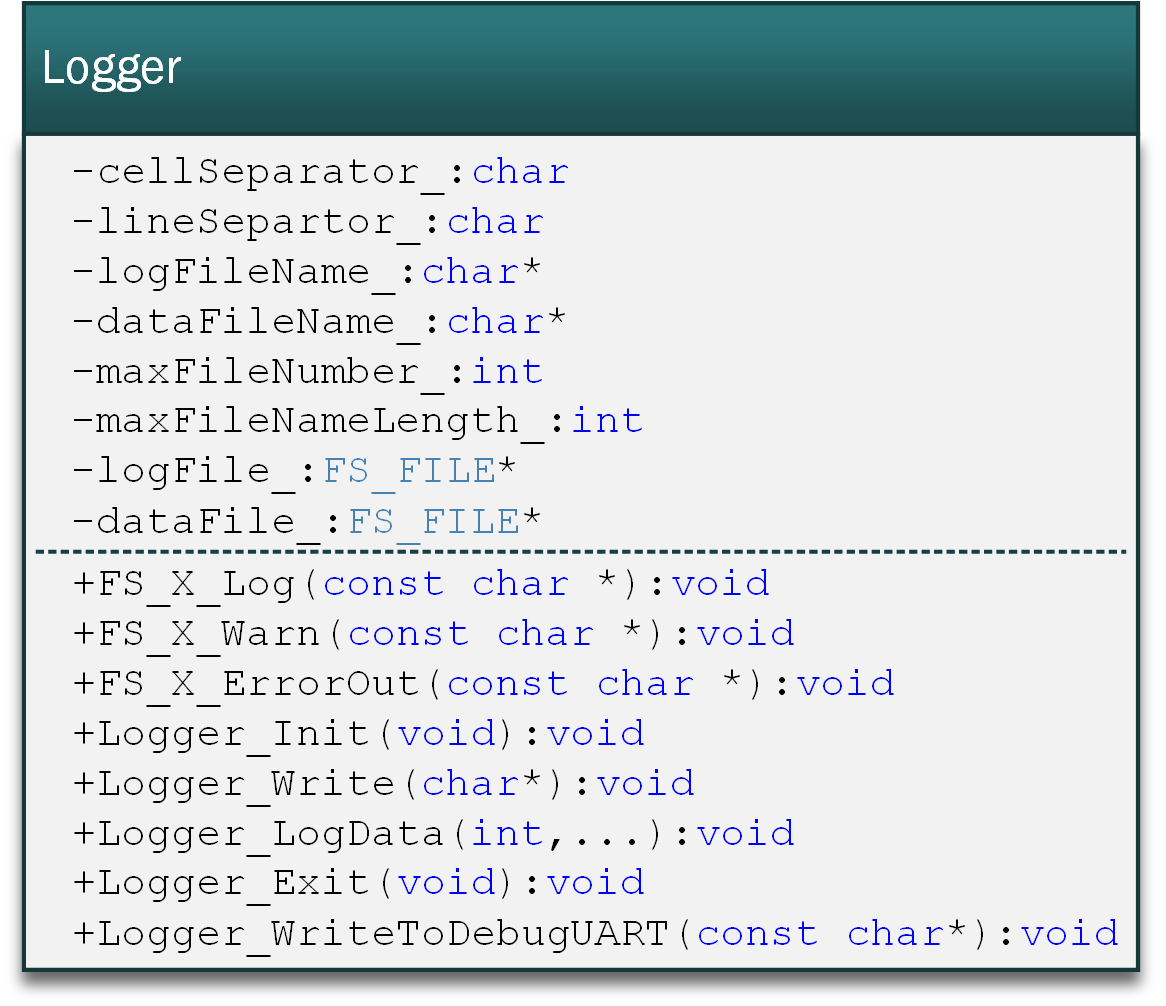 Logger
-cellSeparator_:char
-lineSepartor_:char
-logFileName_:char*
-dataFileName_:char*
-maxFileNumber_:int
-maxFileNameLength_:int
-logFile_:FS_FILE*
-dataFile_:FS_FILE*
+FS_X_Log(const char *):void
+FS_X_Warn(const char *):void
+FS_X_ErrorOut(const char *):void
+Logger_Init(void):void
+Logger_Write(char*):void
+Logger_LogData(int,...):void
+Logger_Exit(void):void
+Logger_WriteToDebugUART(const char*):void